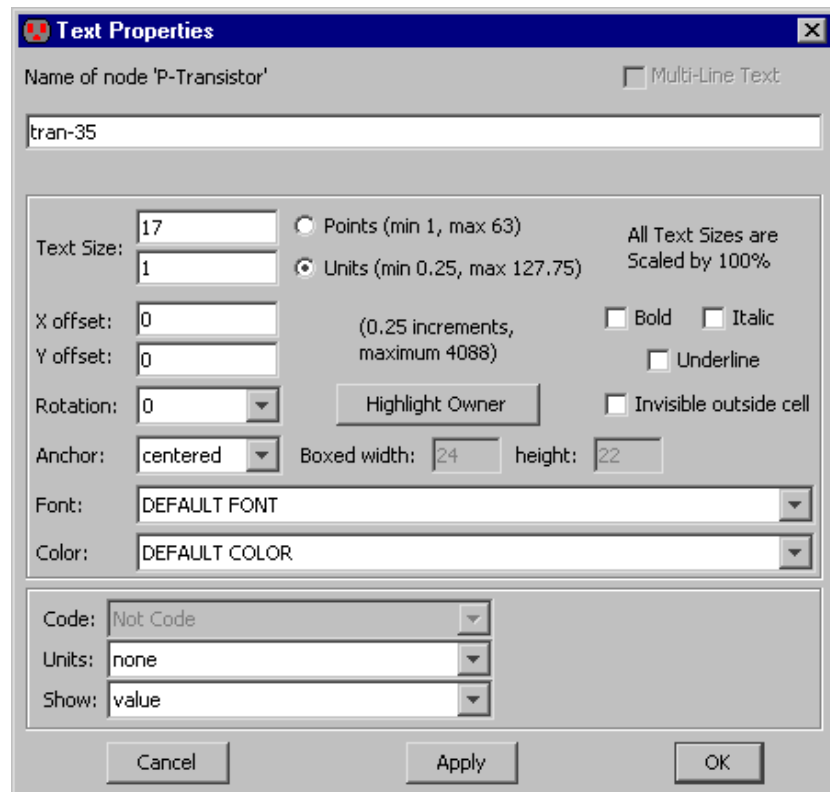 Text Properties
Name of node 'P-Transistor'
Multi-Line Text
tran-35
Text Size:
17
Points (min 1, max 63)
1
Units (min 0.25, max 127.75)
All Text Sizes are
Scaled by 100%
X offset:
0
Y offset:
0
(0.25 increments,
maximum 4088)
Bold
Italic
Underline
Rotation:
0
Highlight Owner
Invisible outside cell
Anchor:
centered
Boxed width:
24
height:
22
Font:
DEFAULT FONT
Color:
DEFAULT COLOR
Code:
Not Code
Units:
none
Show:
value
Cancel
Apply
OK